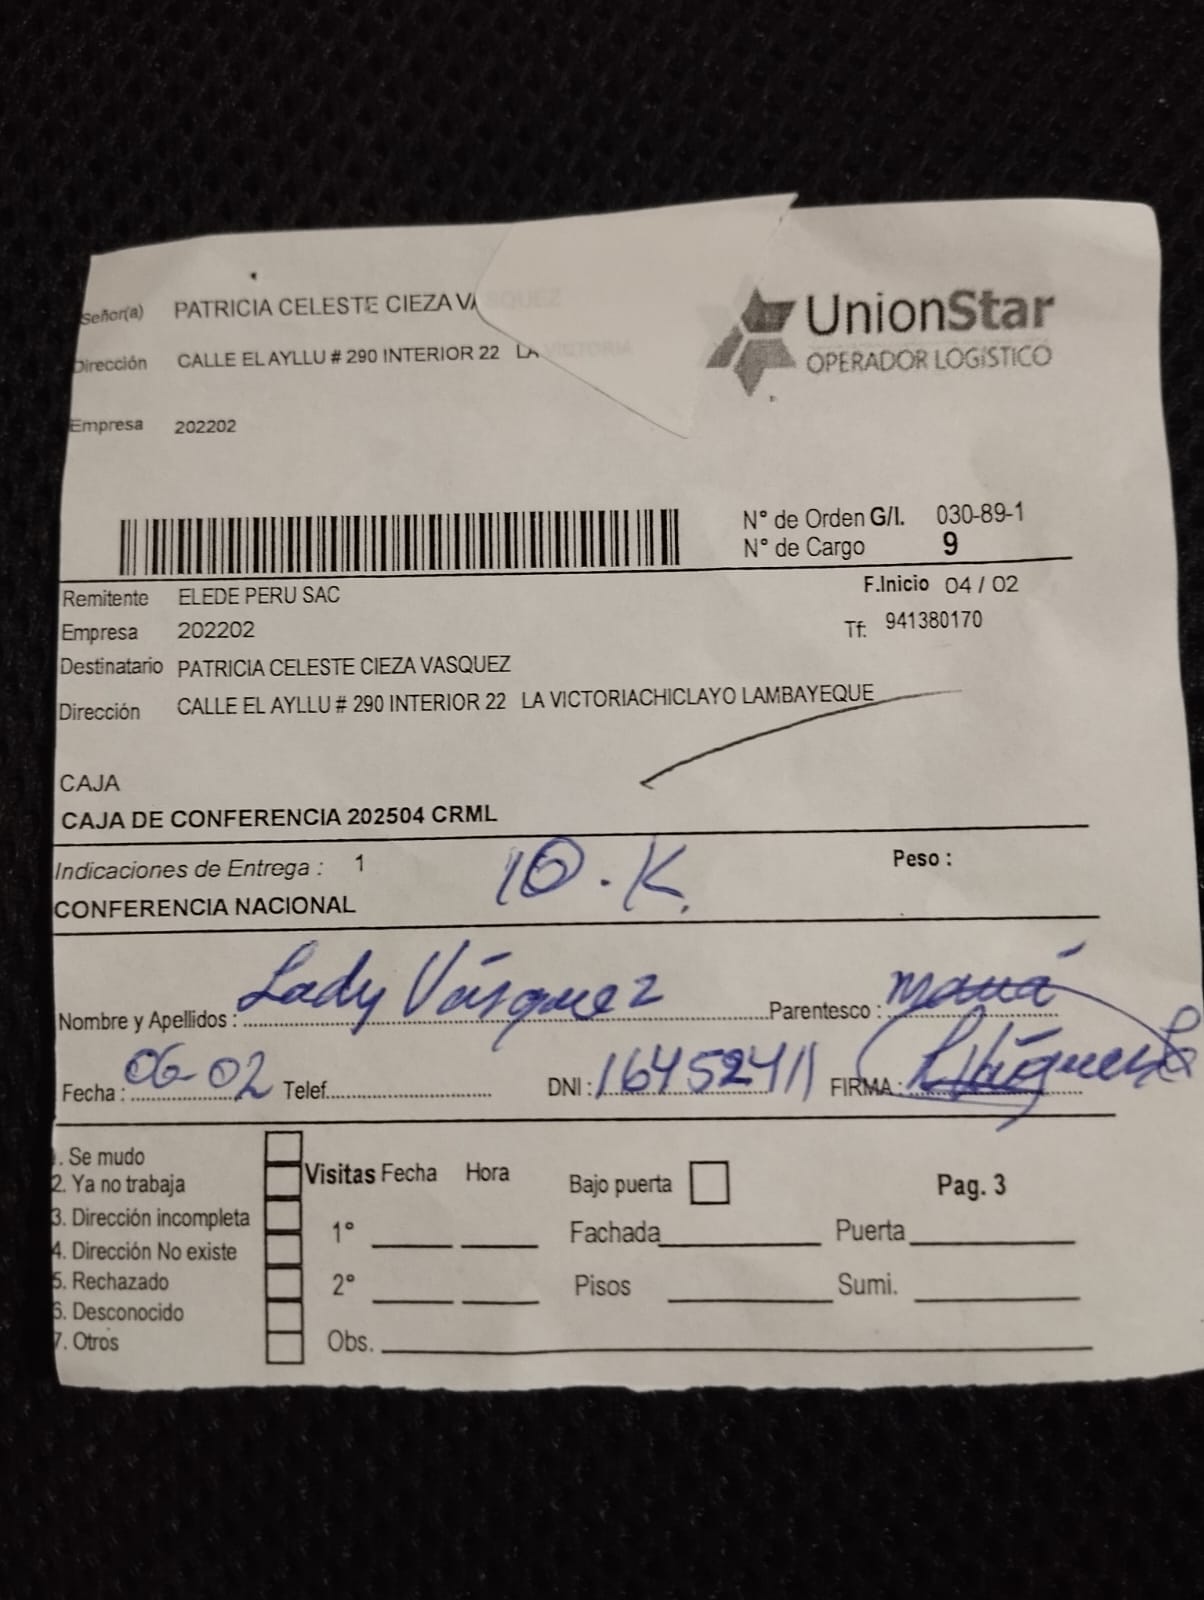 Señor(a) PATRICIA CELESTE CIEZA VASQUEZ
UnionStar
OPERADOR LOGÍSTICO
Dirección CALLE EL AYLLU # 290 INTERIOR 22 LA VICTORIA
Empresa 202202
N° de Orden G/I. 030-89-1
N° de Cargo 9
Remitente ELEDE PERU SAC
F.Inicio 04 / 02
Empresa 202202
Tf: 941380170
Destinatario PATRICIA CELESTE CIEZA VASQUEZ
Dirección CALLE EL AYLLU # 290 INTERIOR 22 LA VICTORIACHICLAYO LAMBAYEQUE
CAJA
CAJA DE CONFERENCIA 202504 CRML
Indicaciones de Entrega : 1
Peso :
CONFERENCIA NACIONAL
O.K.
Nombre y Apellidos : Lady Vásquez Parentesco : mamá
Fecha : 06-02 Telef. DNI : 16452411 FIRMA :
. Se mudo
2. Ya no trabaja
3. Dirección incompleta
4. Dirección No existe
5. Rechazado
6. Desconocido
7. Otros
Visitas Fecha Hora
1°
2°
Obs.
Bajo puerta
Pag. 3
Fachada Puerta
Pisos Sumi.